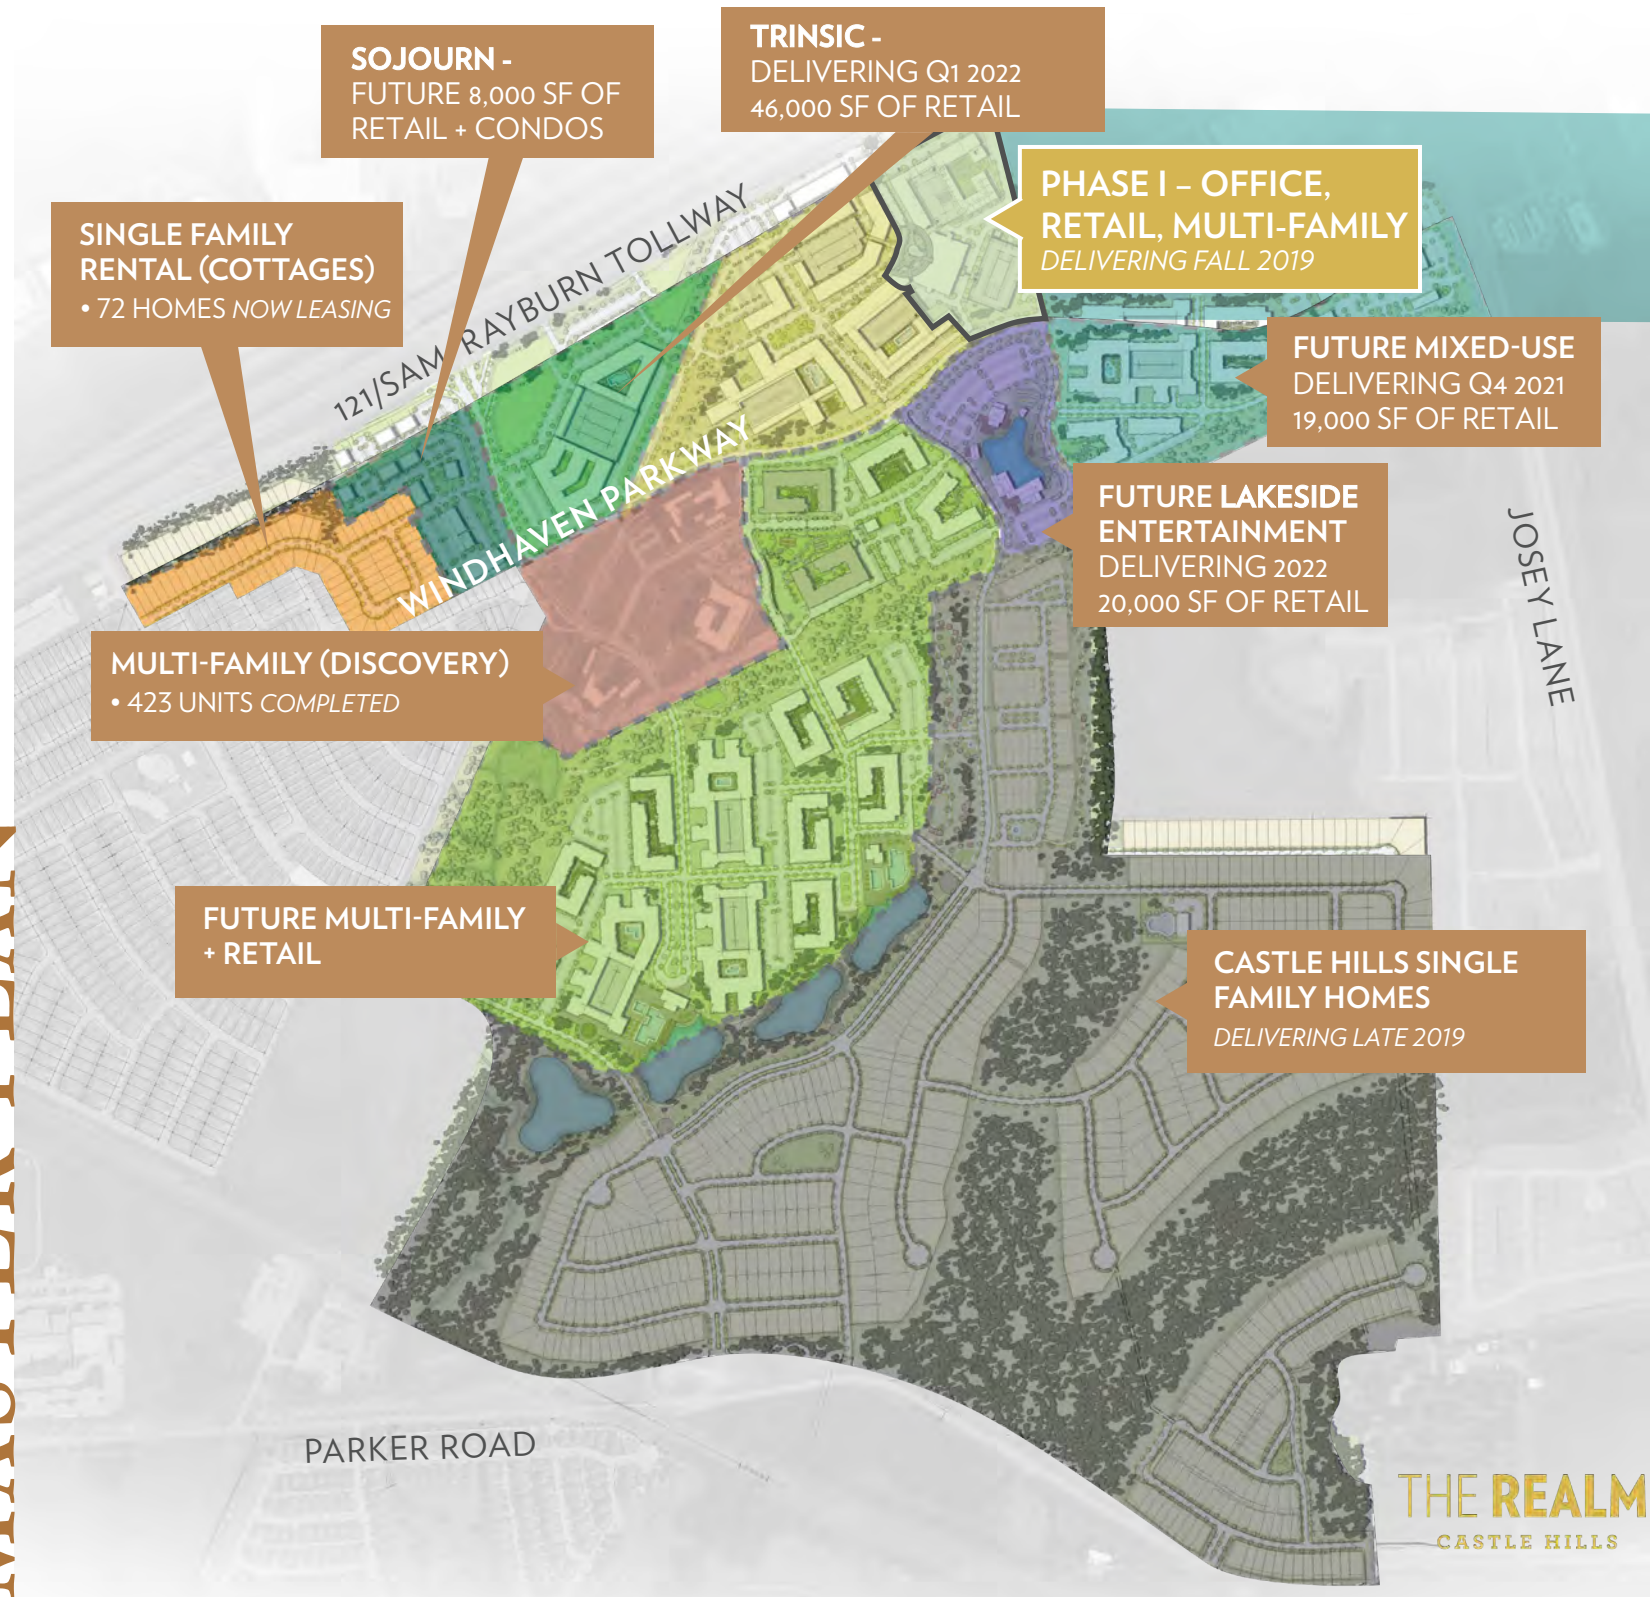 SOJOURN -
FUTURE 8,000 SF OF
RETAIL + CONDOS
TRINSIC -
DELIVERING Q1 2022
46,000 SF OF RETAIL
PHASE I – OFFICE,
RETAIL, MULTI-FAMILY
DELIVERING FALL 2019
SINGLE FAMILY
RENTAL (COTTAGES)
• 72 HOMES NOW LEASING
121/SAM RAYBURN TOLLWAY
FUTURE MIXED-USE
DELIVERING Q4 2021
19,000 SF OF RETAIL
WINDHAVEN PARKWAY
FUTURE LAKESIDE
ENTERTAINMENT
DELIVERING 2022
20,000 SF OF RETAIL
JOSEY LANE
MULTI-FAMILY (DISCOVERY)
• 423 UNITS COMPLETED
FUTURE MULTI-FAMILY
+ RETAIL
CASTLE HILLS SINGLE
FAMILY HOMES
DELIVERING LATE 2019
PARKER ROAD
THE REALM
CASTLE HILLS